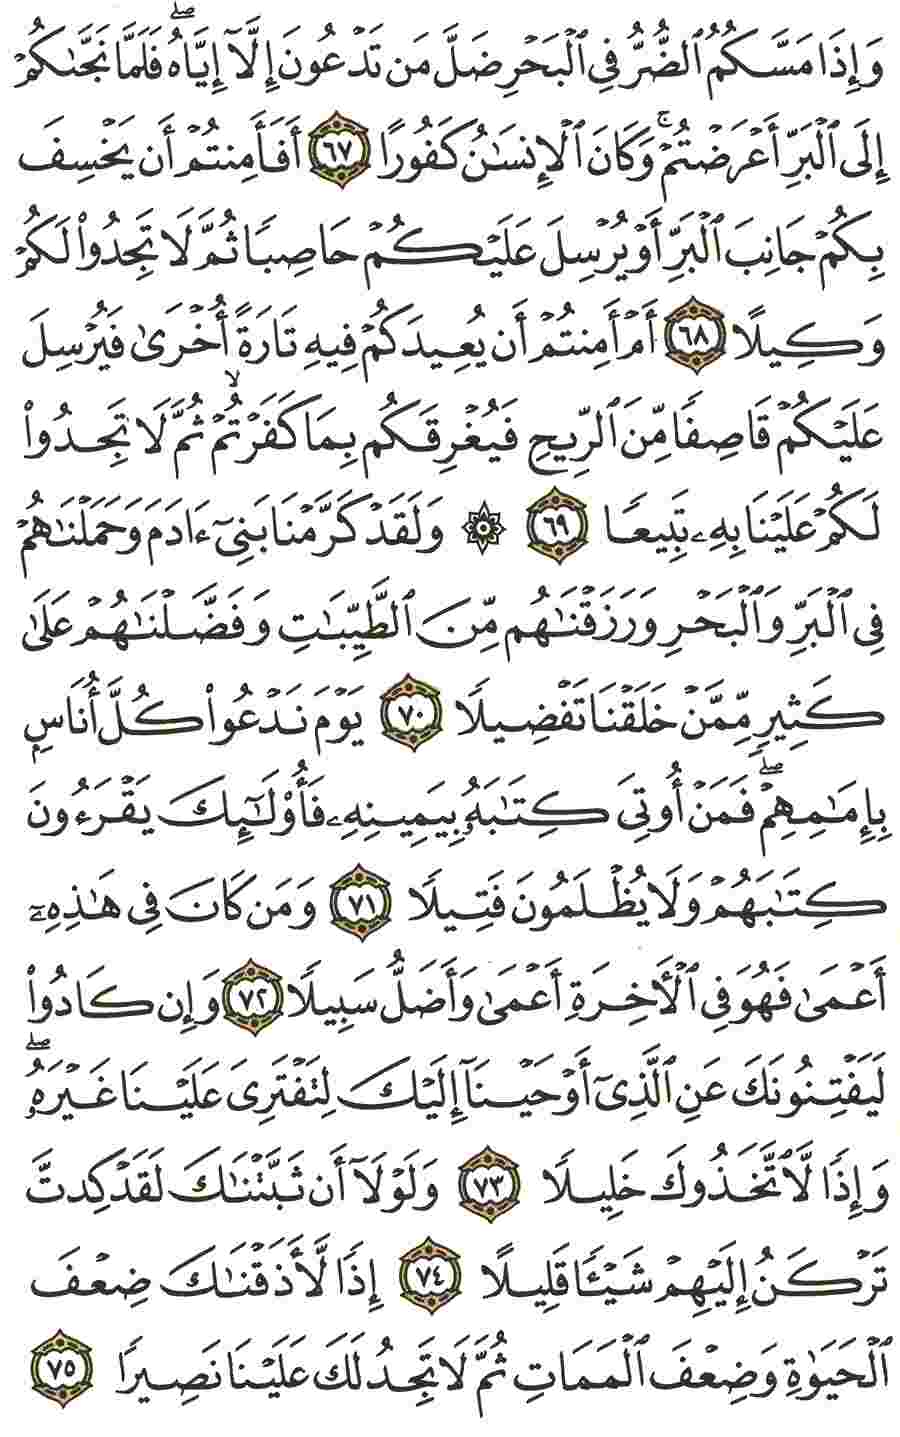 وَإِذَا مَسَّكُمُ ٱلضُّرُّ فِى ٱلْبَحْرِ ضَلَّ مَن تَدْعُونَ إِلَّآ إِيَّاهُ ۖ فَلَمَّا نَجَّىٰكُمْ
إِلَى ٱلْبَرِّ أَعْرَضْتُمْ ۚ وَكَانَ ٱلْإِنسَٰنُ كَفُورًا ٦٧ أَفَأَمِنتُمْ أَن يَخْسِفَ
بِكُمْ جَانِبَ ٱلْبَرِّ أَوْ يُرْسِلَ عَلَيْكُمْ حَاصِبًا ثُمَّ لَا تَجِدُوا۟ لَكُمْ
وَكِيلًا ٦٨ أَمْ أَمِنتُمْ أَن يُعِيدَكُمْ فِيهِ تَارَةً أُخْرَىٰ فَيُرْسِلَ
عَلَيْكُمْ قَاصِفًا مِّنَ ٱلرِّيحِ فَيُغْرِقَكُم بِمَا كَفَرْتُمْ ۙ ثُمَّ لَا تَجِدُوا۟
لَكُمْ عَلَيْنَا بِهِۦ تَبِيعًا ٦٩ ۞ وَلَقَدْ كَرَّمْنَا بَنِىٓ ءَادَمَ وَحَمَلْنَٰهُمْ
فِى ٱلْبَرِّ وَٱلْبَحْرِ وَرَزَقْنَٰهُم مِّنَ ٱلطَّيِّبَٰتِ وَفَضَّلْنَٰهُمْ عَلَىٰ
كَثِيرٍ مِّمَّنْ خَلَقْنَا تَفْضِيلًا ٧٠ يَوْمَ نَدْعُوا۟ كُلَّ أُنَاسٍۭ
بِإِمَٰمِهِمْ ۖ فَمَنْ أُوتِىَ كِتَٰبَهُۥ بِيَمِينِهِۦ فَأُو۟لَٰٓئِكَ يَقْرَءُونَ
كِتَٰبَهُمْ وَلَا يُظْلَمُونَ فَتِيلًا ٧١ وَمَن كَانَ فِى هَٰذِهِۦٓ
أَعْمَىٰ فَهُوَ فِى ٱلْأَخِرَةِ أَعْمَىٰ وَأَضَلُّ سَبِيلًا ٧٢ وَإِن كَادُوا۟
لَيَفْتِنُونَكَ عَنِ ٱلَّذِىٓ أَوْحَيْنَآ إِلَيْكَ لِتَفْتَرِىَ عَلَيْنَا غَيْرَهُۥ ۖ
وَإِذًا لَّٱتَّخَذُوكَ خَلِيلًا ٧٣ وَلَوْلَآ أَن ثَبَّتْنَٰكَ لَقَدْ كِدتَّ
تَرْكَنُ إِلَيْهِمْ شَيْـًٔا قَلِيلًا ٧٤ إِذًا لَّأَذَقْنَٰكَ ضِعْفَ
ٱلْحَيَوٰةِ وَضِعْفَ ٱلْمَمَاتِ ثُمَّ لَا تَجِدُ لَكَ عَلَيْنَا نَصِيرًا ٧٥